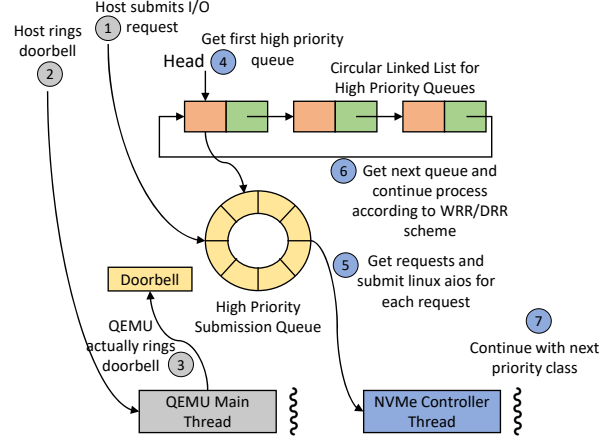 Host submits I/O
1
request
Host rings
doorbell
2
Get first high priority
queue
Head
4
Circular Linked List for
High Priority Queues
6
Get next queue and
continue process
according to WRR/DRR
scheme
5
Get requests and
submit linux aios for
each request
Doorbell
High Priority
Submission Queue
QEMU
actually rings
doorbell
3
7
Continue with next
priority class
QEMU Main
Thread
NVMe Controller
Thread